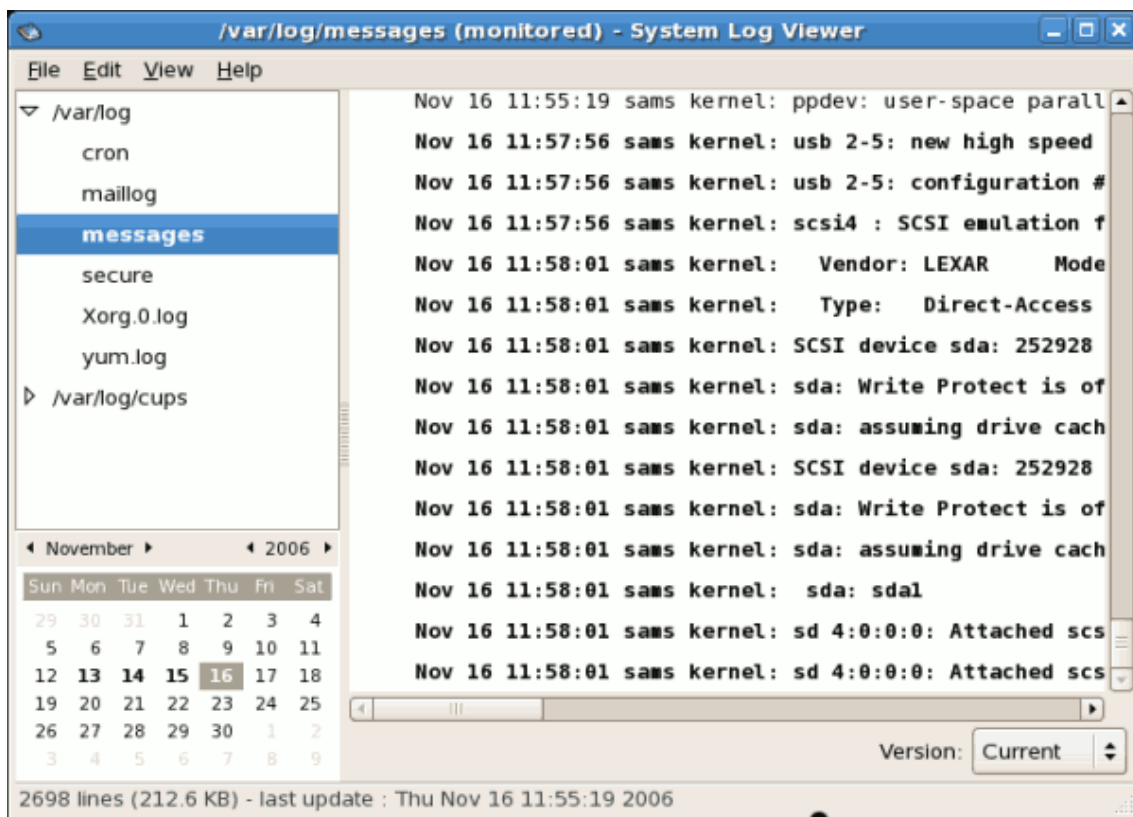 /var/log/messages (monitored) - System Log Viewer
File Edit View Help
/var/log
cron
maillog
messages
secure
Xorg.0.log
yum.log
/var/log/cups
November 2006
Sun Mon Tue Wed Thu Fri Sat
29 30 31 1 2 3 4
5 6 7 8 9 10 11
12 13 14 15 16 17 18
19 20 21 22 23 24 25
26 27 28 29 30 1 2
3 4 5 6 7 8 9
Nov 16 11:55:19 sams kernel: ppdev: user-space parall
Nov 16 11:57:56 sams kernel: usb 2-5: new high speed
Nov 16 11:57:56 sams kernel: usb 2-5: configuration #
Nov 16 11:57:56 sams kernel: scsi4 : SCSI emulation f
Nov 16 11:58:01 sams kernel: Vendor: LEXAR Mode
Nov 16 11:58:01 sams kernel: Type: Direct-Access
Nov 16 11:58:01 sams kernel: SCSI device sda: 252928
Nov 16 11:58:01 sams kernel: sda: Write Protect is of
Nov 16 11:58:01 sams kernel: sda: assuming drive cach
Nov 16 11:58:01 sams kernel: SCSI device sda: 252928
Nov 16 11:58:01 sams kernel: sda: Write Protect is of
Nov 16 11:58:01 sams kernel: sda: assuming drive cach
Nov 16 11:58:01 sams kernel: sda: sda1
Nov 16 11:58:01 sams kernel: sd 4:0:0:0: Attached scs
Nov 16 11:58:01 sams kernel: sd 4:0:0:0: Attached scs
Version: Current
2698 lines (212.6 KB) - last update : Thu Nov 16 11:55:19 2006